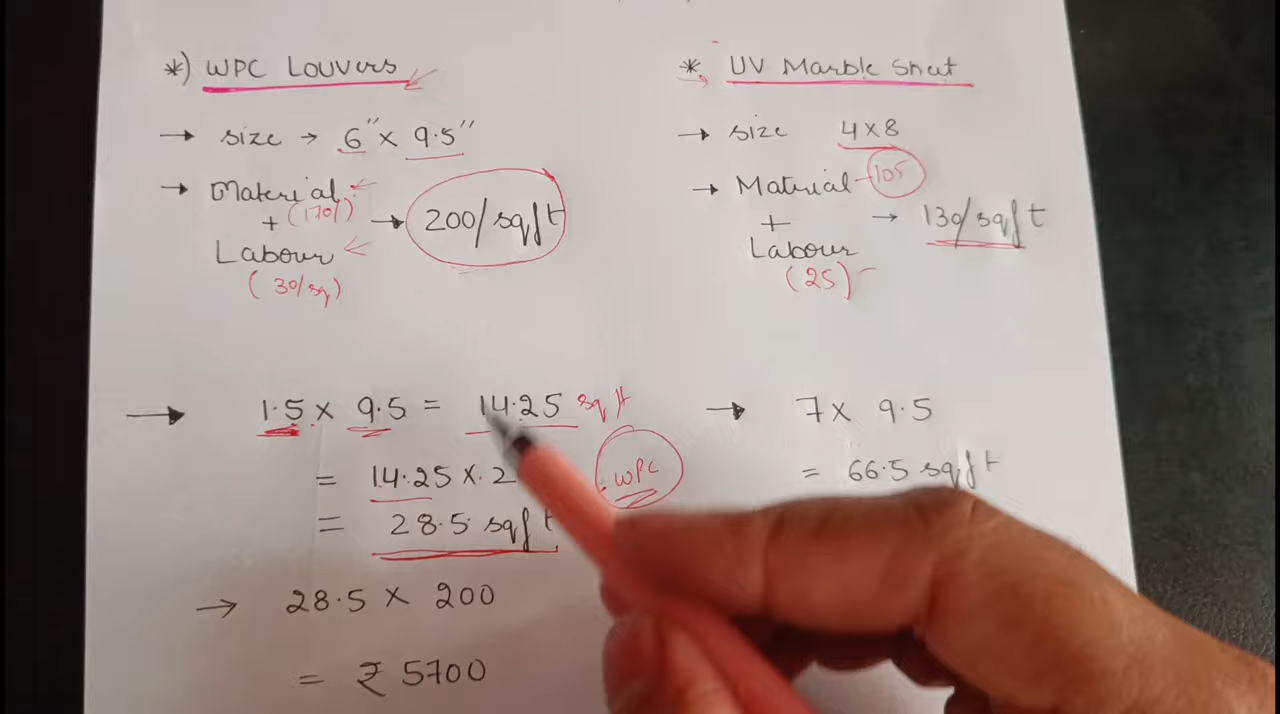 *) WPC Louvers
→ Size → 6" x 9.5"
→ Material (170/)
+
Labour (30/sq)
→ 200/sqft
→ 1.5 x 9.5 = 14.25 sq ft
= 14.25 x 2
= 28.5 sqft
WPC
→ 28.5 x 200
= ₹ 5700
* UV Marble Sheet
→ Size 4x8
→ Material - 105
+
Labour (25)
→ 130/sqft
→ 7 x 9.5
= 66.5 sqft